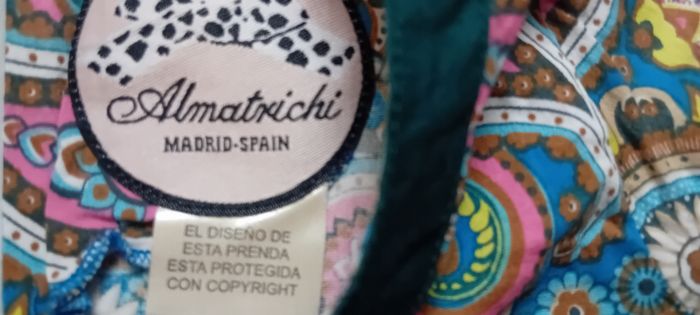 Almatrichi
MADRID-SPAIN
EL DISEÑO DE
ESTA PRENDA
ESTA PROTEGIDA
CON COPYRIGHT